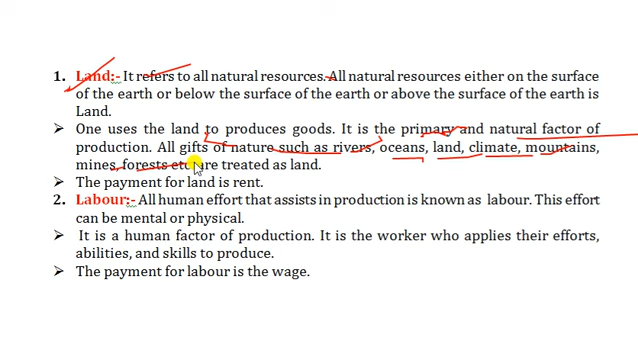 1. Land:- It refers to all natural resources. All natural resources either on the surface
of the earth or below the surface of the earth or above the surface of the earth is
Land.
➢ One uses the land to produces goods. It is the primary and natural factor of
production. All gifts of nature such as rivers, oceans, land, climate, mountains,
mines, forests etc are treated as land.
➢ The payment for land is rent.
2. Labour:- All human effort that assists in production is known as labour. This effort
can be mental or physical.
➢ It is a human factor of production. It is the worker who applies their efforts,
abilities, and skills to produce.
➢ The payment for labour is the wage.